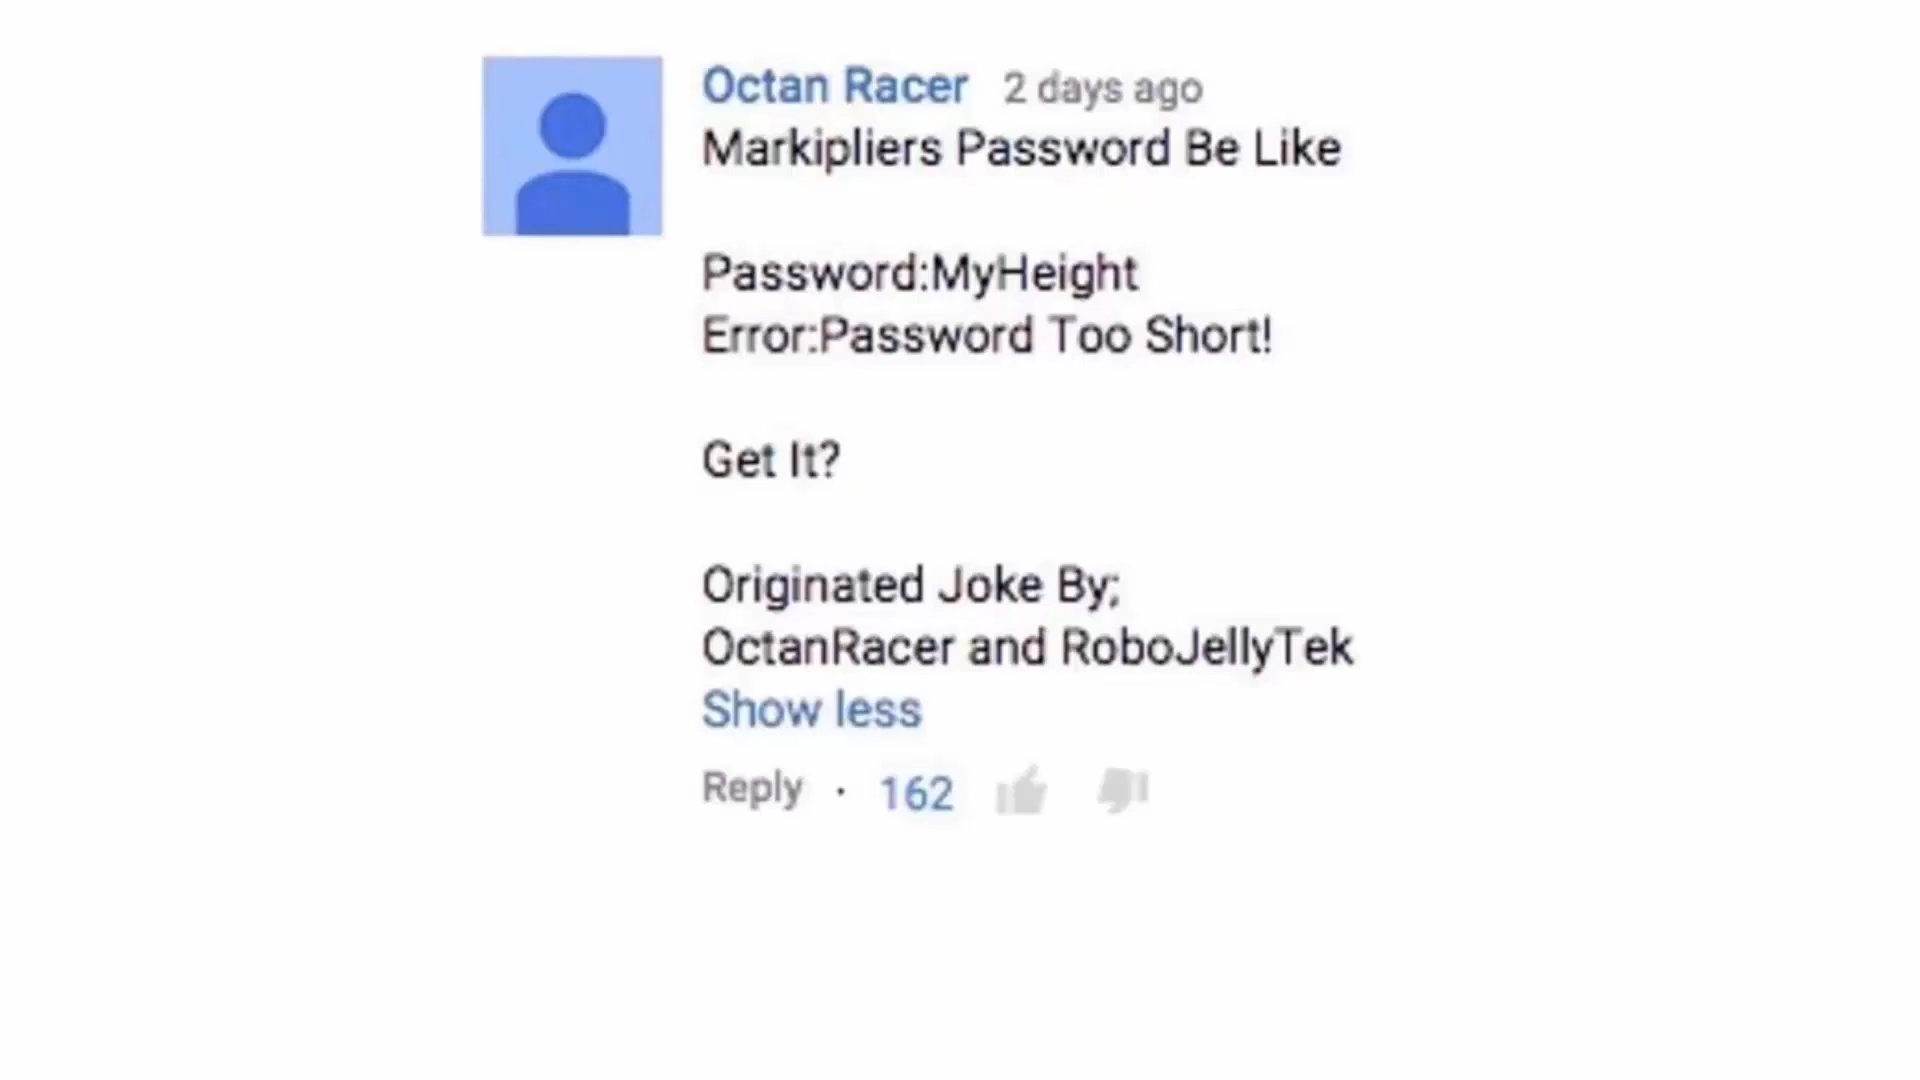 Octan Racer 2 days ago
Markipliers Password Be Like
Password:MyHeight
Error:Password Too Short!
Get It?
Originated Joke By;
OctanRacer and RoboJellyTek
Show less
Reply · 162